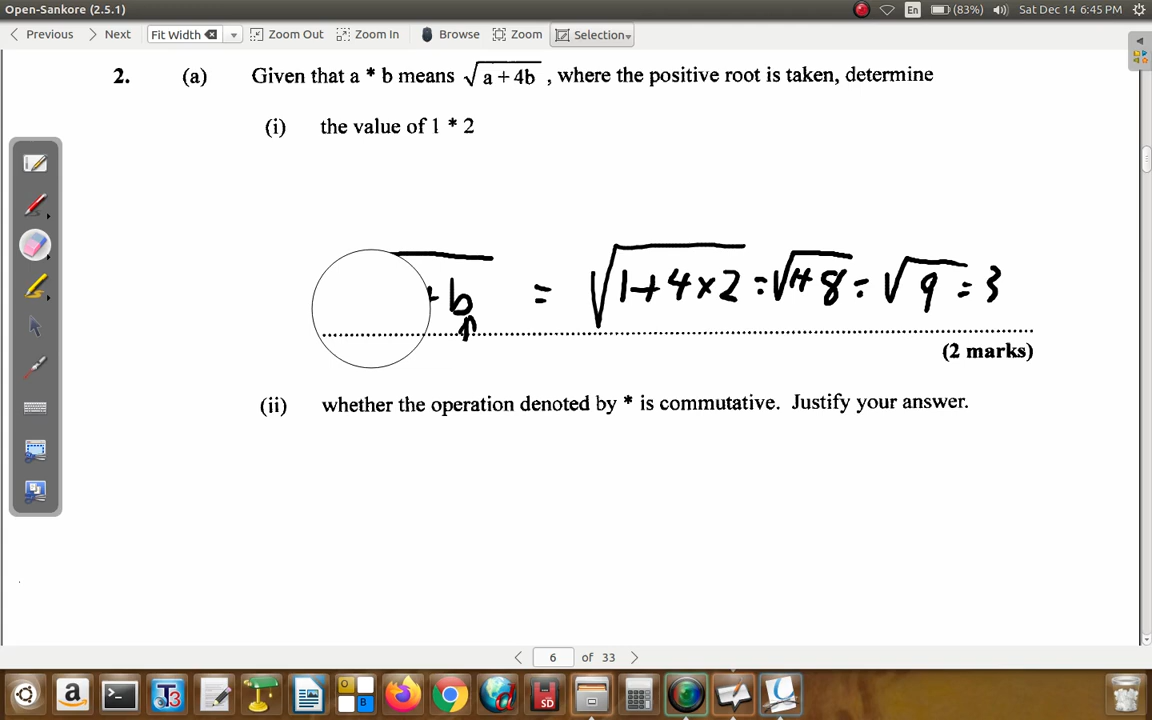 Open-Sankore (2.5.1) En (83%) Sat Dec 14 6:45 PM
Previous Next Fit Width Zoom Out Zoom In Browse Zoom Selection
2. (a) Given that a * b means √a + 4b , where the positive root is taken, determine
(i) the value of 1 * 2
b = √1+4×2 = √1+8 = √9 = 3
(2 marks)
(ii) whether the operation denoted by * is commutative. Justify your answer.
6 of 33
a T3 O B SD